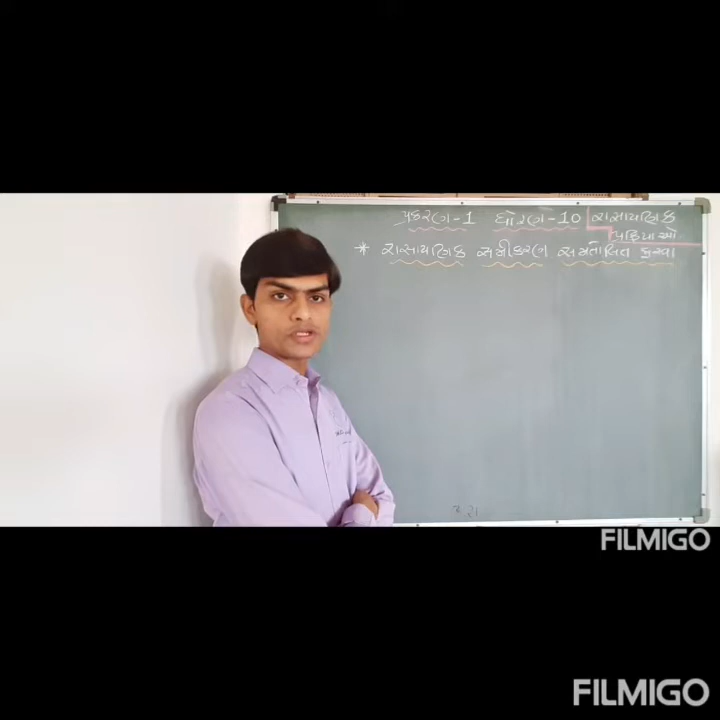 પ્રકરણ-1 ધોરણ-10 રાસાયણિક
પ્રક્રિયાઓ
* રાસાયણિક સમીકરણ સમતોલિત કરવા
FILMIGO
FILMIGO